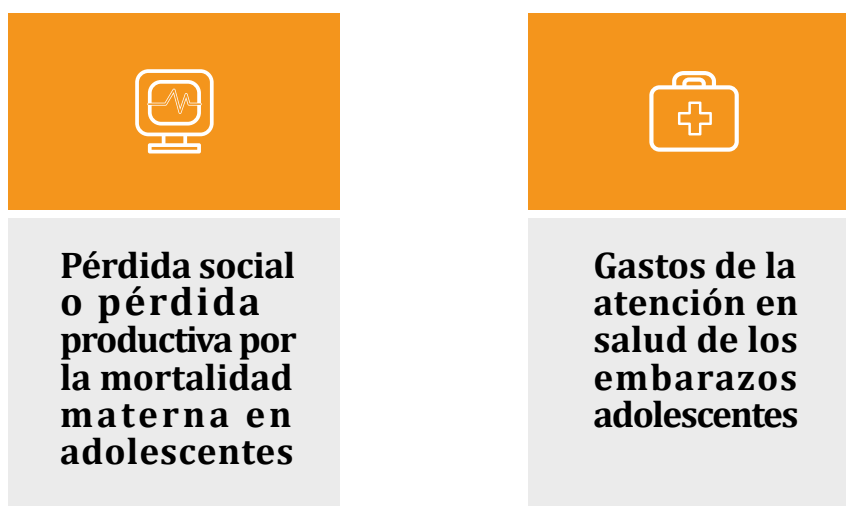 Pérdida social
o pérdida
productiva por
la mortalidad
materna en
adolescentes
Gastos de la
atención en
salud de los
embarazos
adolescentes